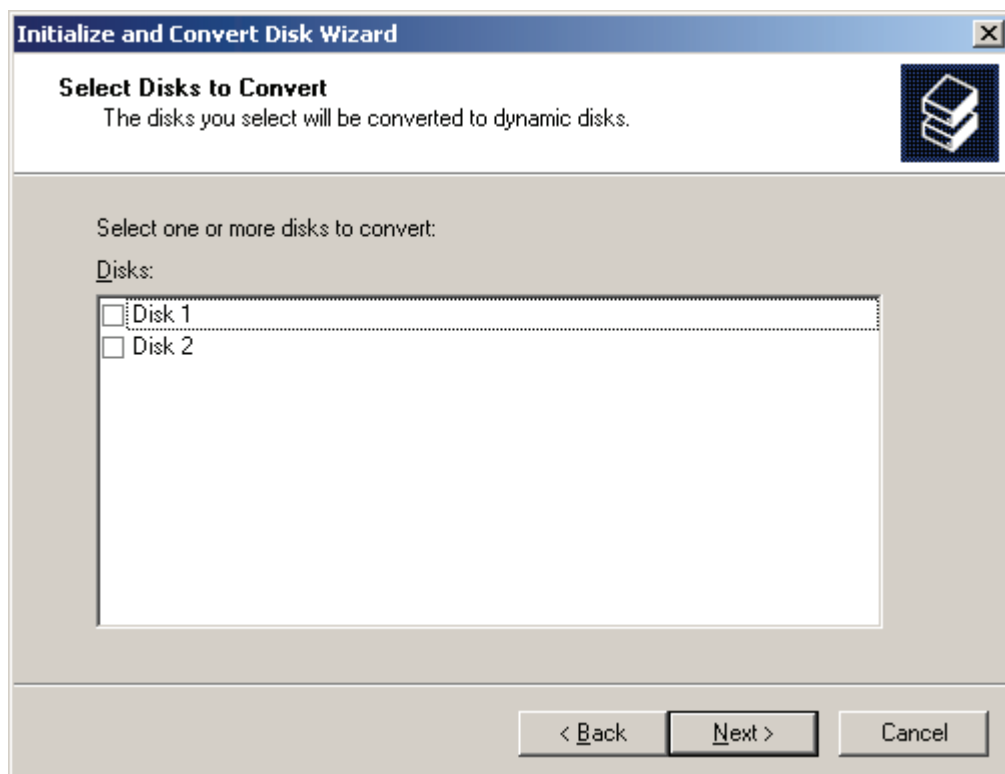 Initialize and Convert Disk Wizard
Select Disks to Convert
The disks you select will be converted to dynamic disks.
Select one or more disks to convert:
Disks:
Disk 1
Disk 2
< Back
Next >
Cancel